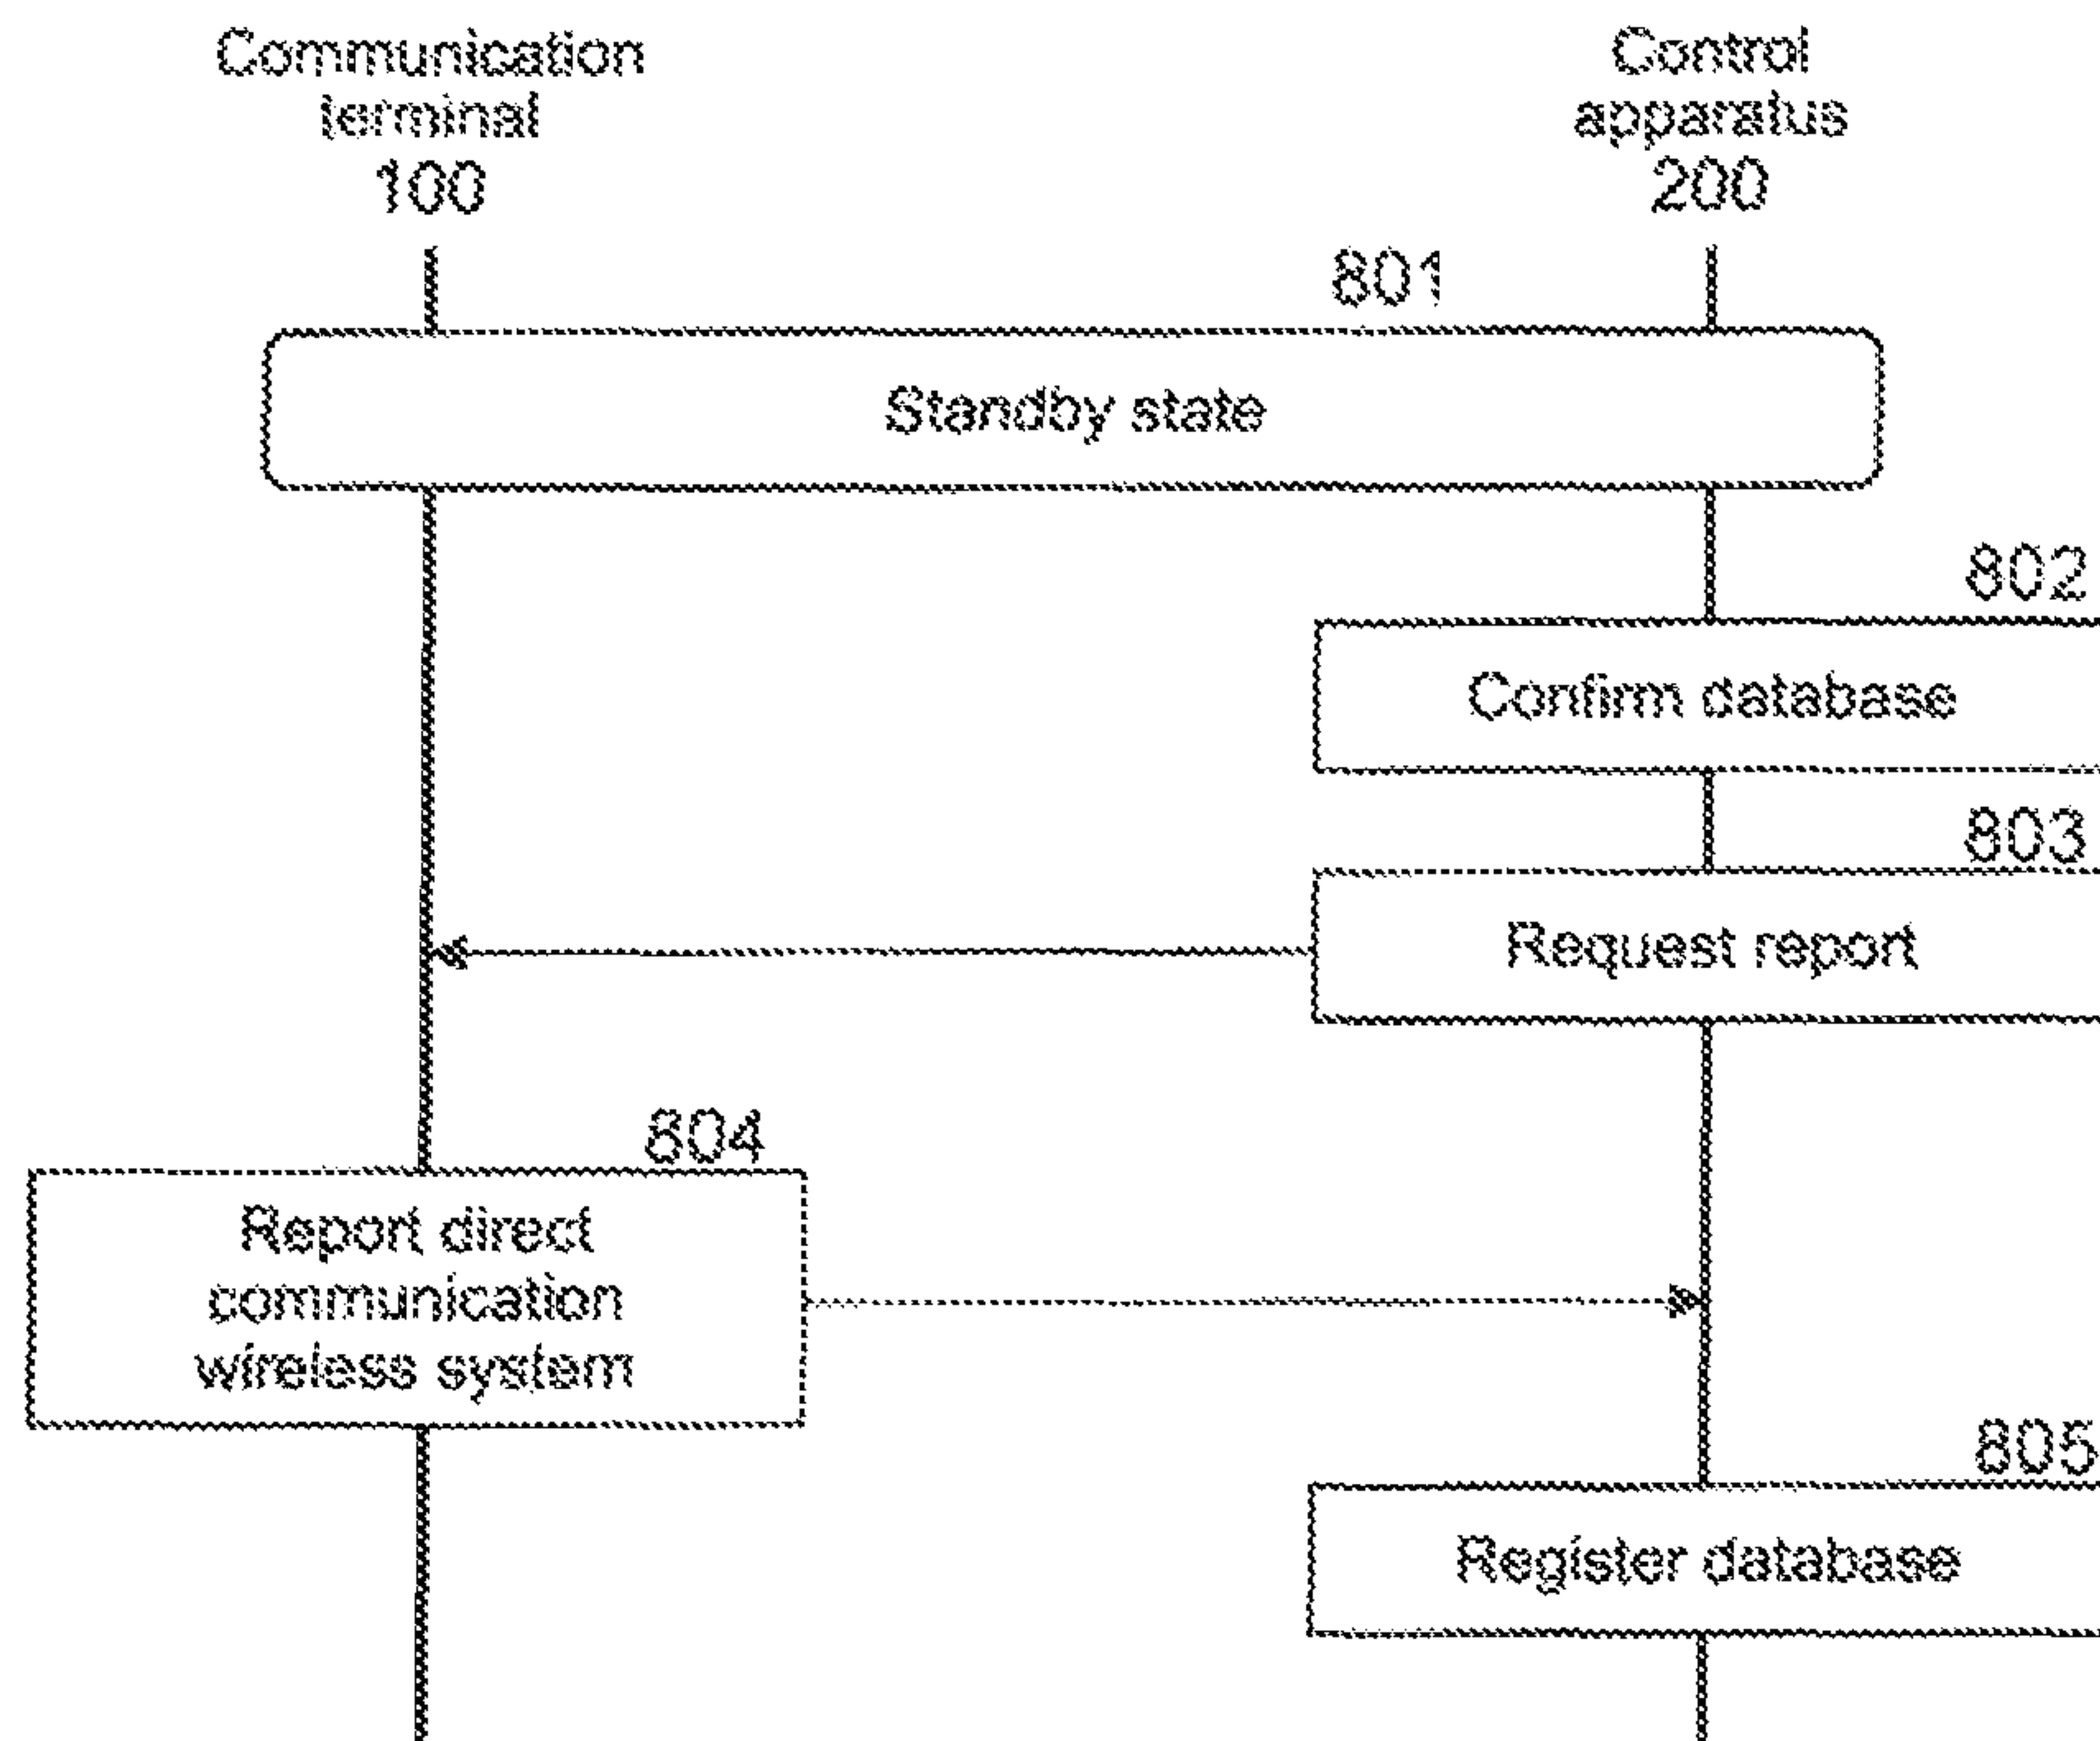 Communication
terminal
100
Control
apparatus
200
801
Standby state
802
Confirm database
803
Request report
804
Report direct
communication
wireless system
805
Register database